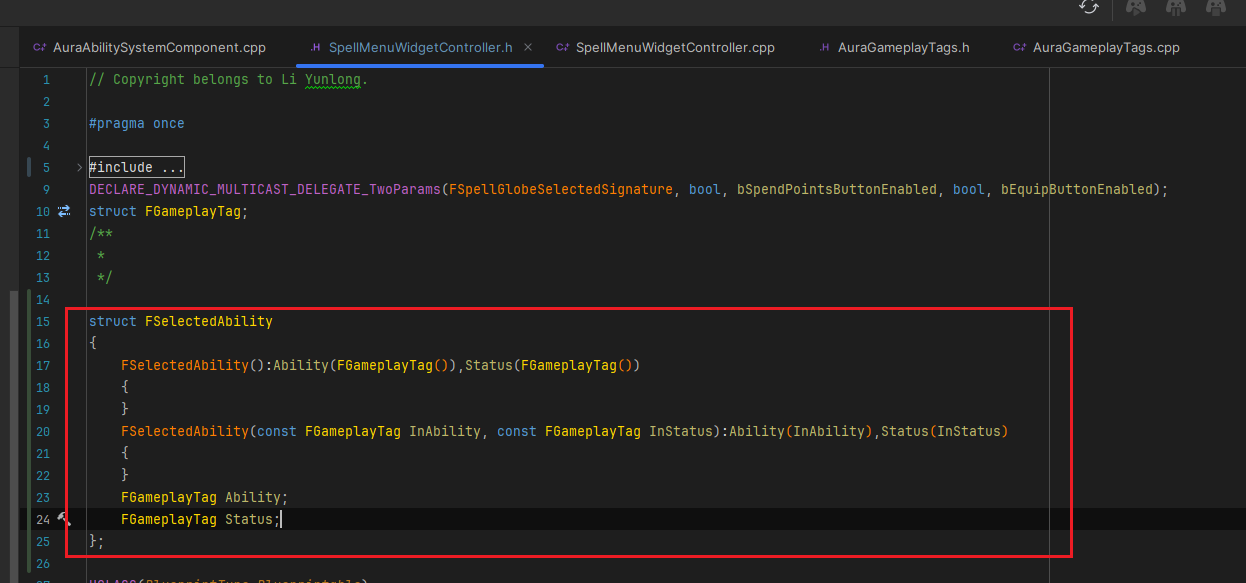 AuraAbilitySystemComponent.cpp SpellMenuWidgetController.h SpellMenuWidgetController.cpp AuraGameplayTags.h AuraGameplayTags.cpp
1 // Copyright belongs to Li Yunlong.
2
3 #pragma once
4
5 #include ...
9 DECLARE_DYNAMIC_MULTICAST_DELEGATE_TwoParams(FSpellGlobeSelectedSignature, bool, bSpendPointsButtonEnabled, bool, bEquipButtonEnabled);
10 struct FGameplayTag;
11 /**
12 *
13 */
14
15 struct FSelectedAbility
16 {
17 FSelectedAbility():Ability(FGameplayTag()),Status(FGameplayTag())
18 {
19 }
20 FSelectedAbility(const FGameplayTag InAbility, const FGameplayTag InStatus):Ability(InAbility),Status(InStatus)
21 {
22 }
23 FGameplayTag Ability;
24 FGameplayTag Status;
25 };
26